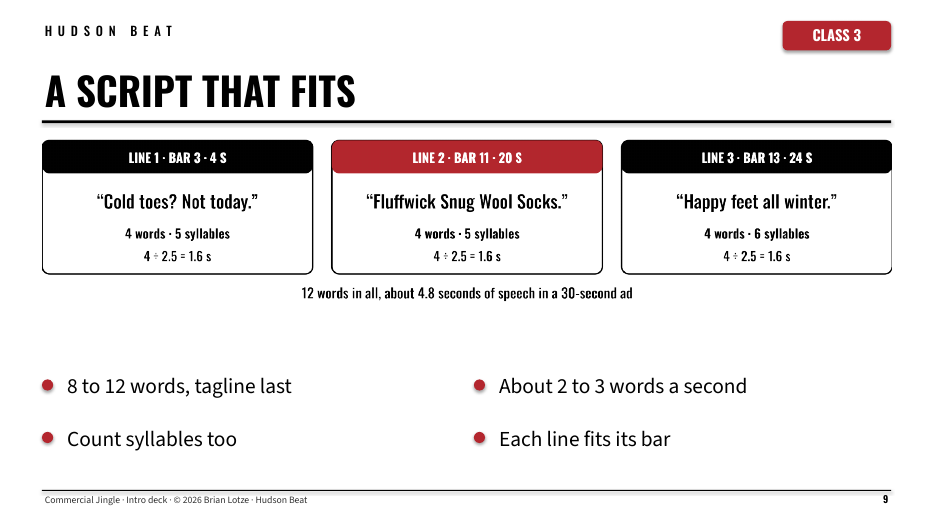 HUDSON BEAT
CLASS 3
A SCRIPT THAT FITS
LINE 1 · BAR 3 · 4 S
“Cold toes? Not today.”
4 words · 5 syllables
4 ÷ 2.5 = 1.6 s
LINE 2 · BAR 11 · 20 S
“Fluffwick Snug Wool Socks.”
4 words · 5 syllables
4 ÷ 2.5 = 1.6 s
LINE 3 · BAR 13 · 24 S
“Happy feet all winter.”
4 words · 6 syllables
4 ÷ 2.5 = 1.6 s
12 words in all, about 4.8 seconds of speech in a 30-second ad
8 to 12 words, tagline last
Count syllables too
About 2 to 3 words a second
Each line fits its bar
Commercial Jingle · Intro deck · © 2026 Brian Lotze · Hudson Beat
9